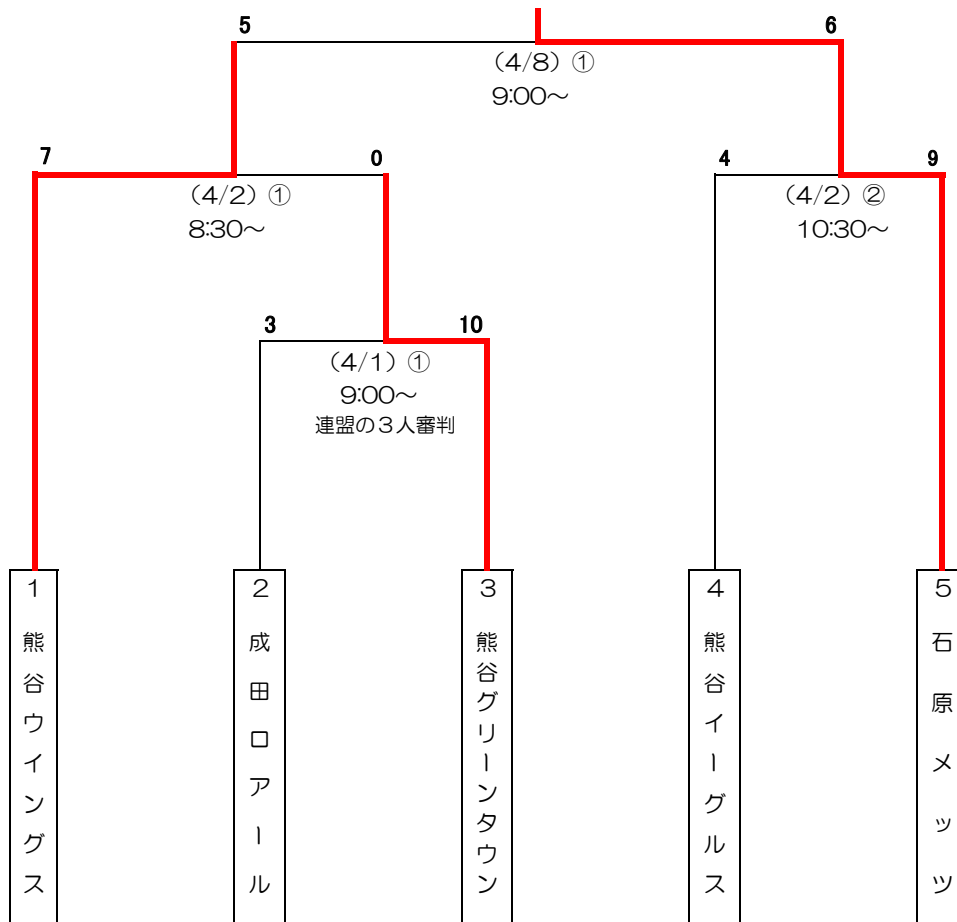 5 6
（4/8）①
9:00～
7 0 4 9
（4/2）① （4/2）②
8:30～ 10:30～
3 10
（4/1）①
9:00～
連盟の３人審判
1 熊谷ウイングス
2 成田ロアール
3 熊谷グリーンタウン
4 熊谷イーグルス
5 石原メッツ